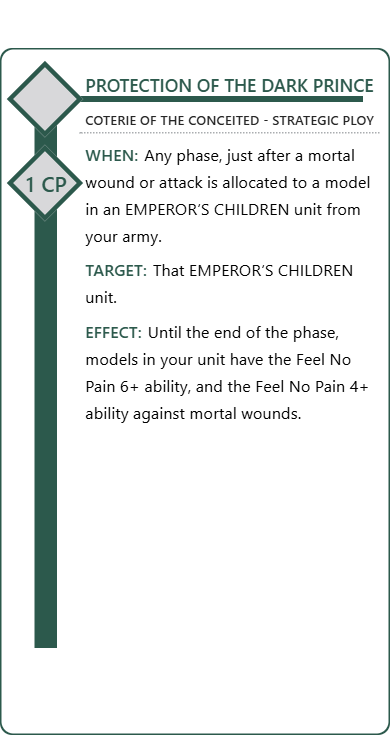 PROTECTION OF THE DARK PRINCE
COTERIE OF THE CONCEITED - STRATEGIC PLOY
1 CP
WHEN: Any phase, just after a mortal
wound or attack is allocated to a model
in an EMPEROR’S CHILDREN unit from
your army.
TARGET: That EMPEROR’S CHILDREN
unit.
EFFECT: Until the end of the phase,
models in your unit have the Feel No
Pain 6+ ability, and the Feel No Pain 4+
ability against mortal wounds.